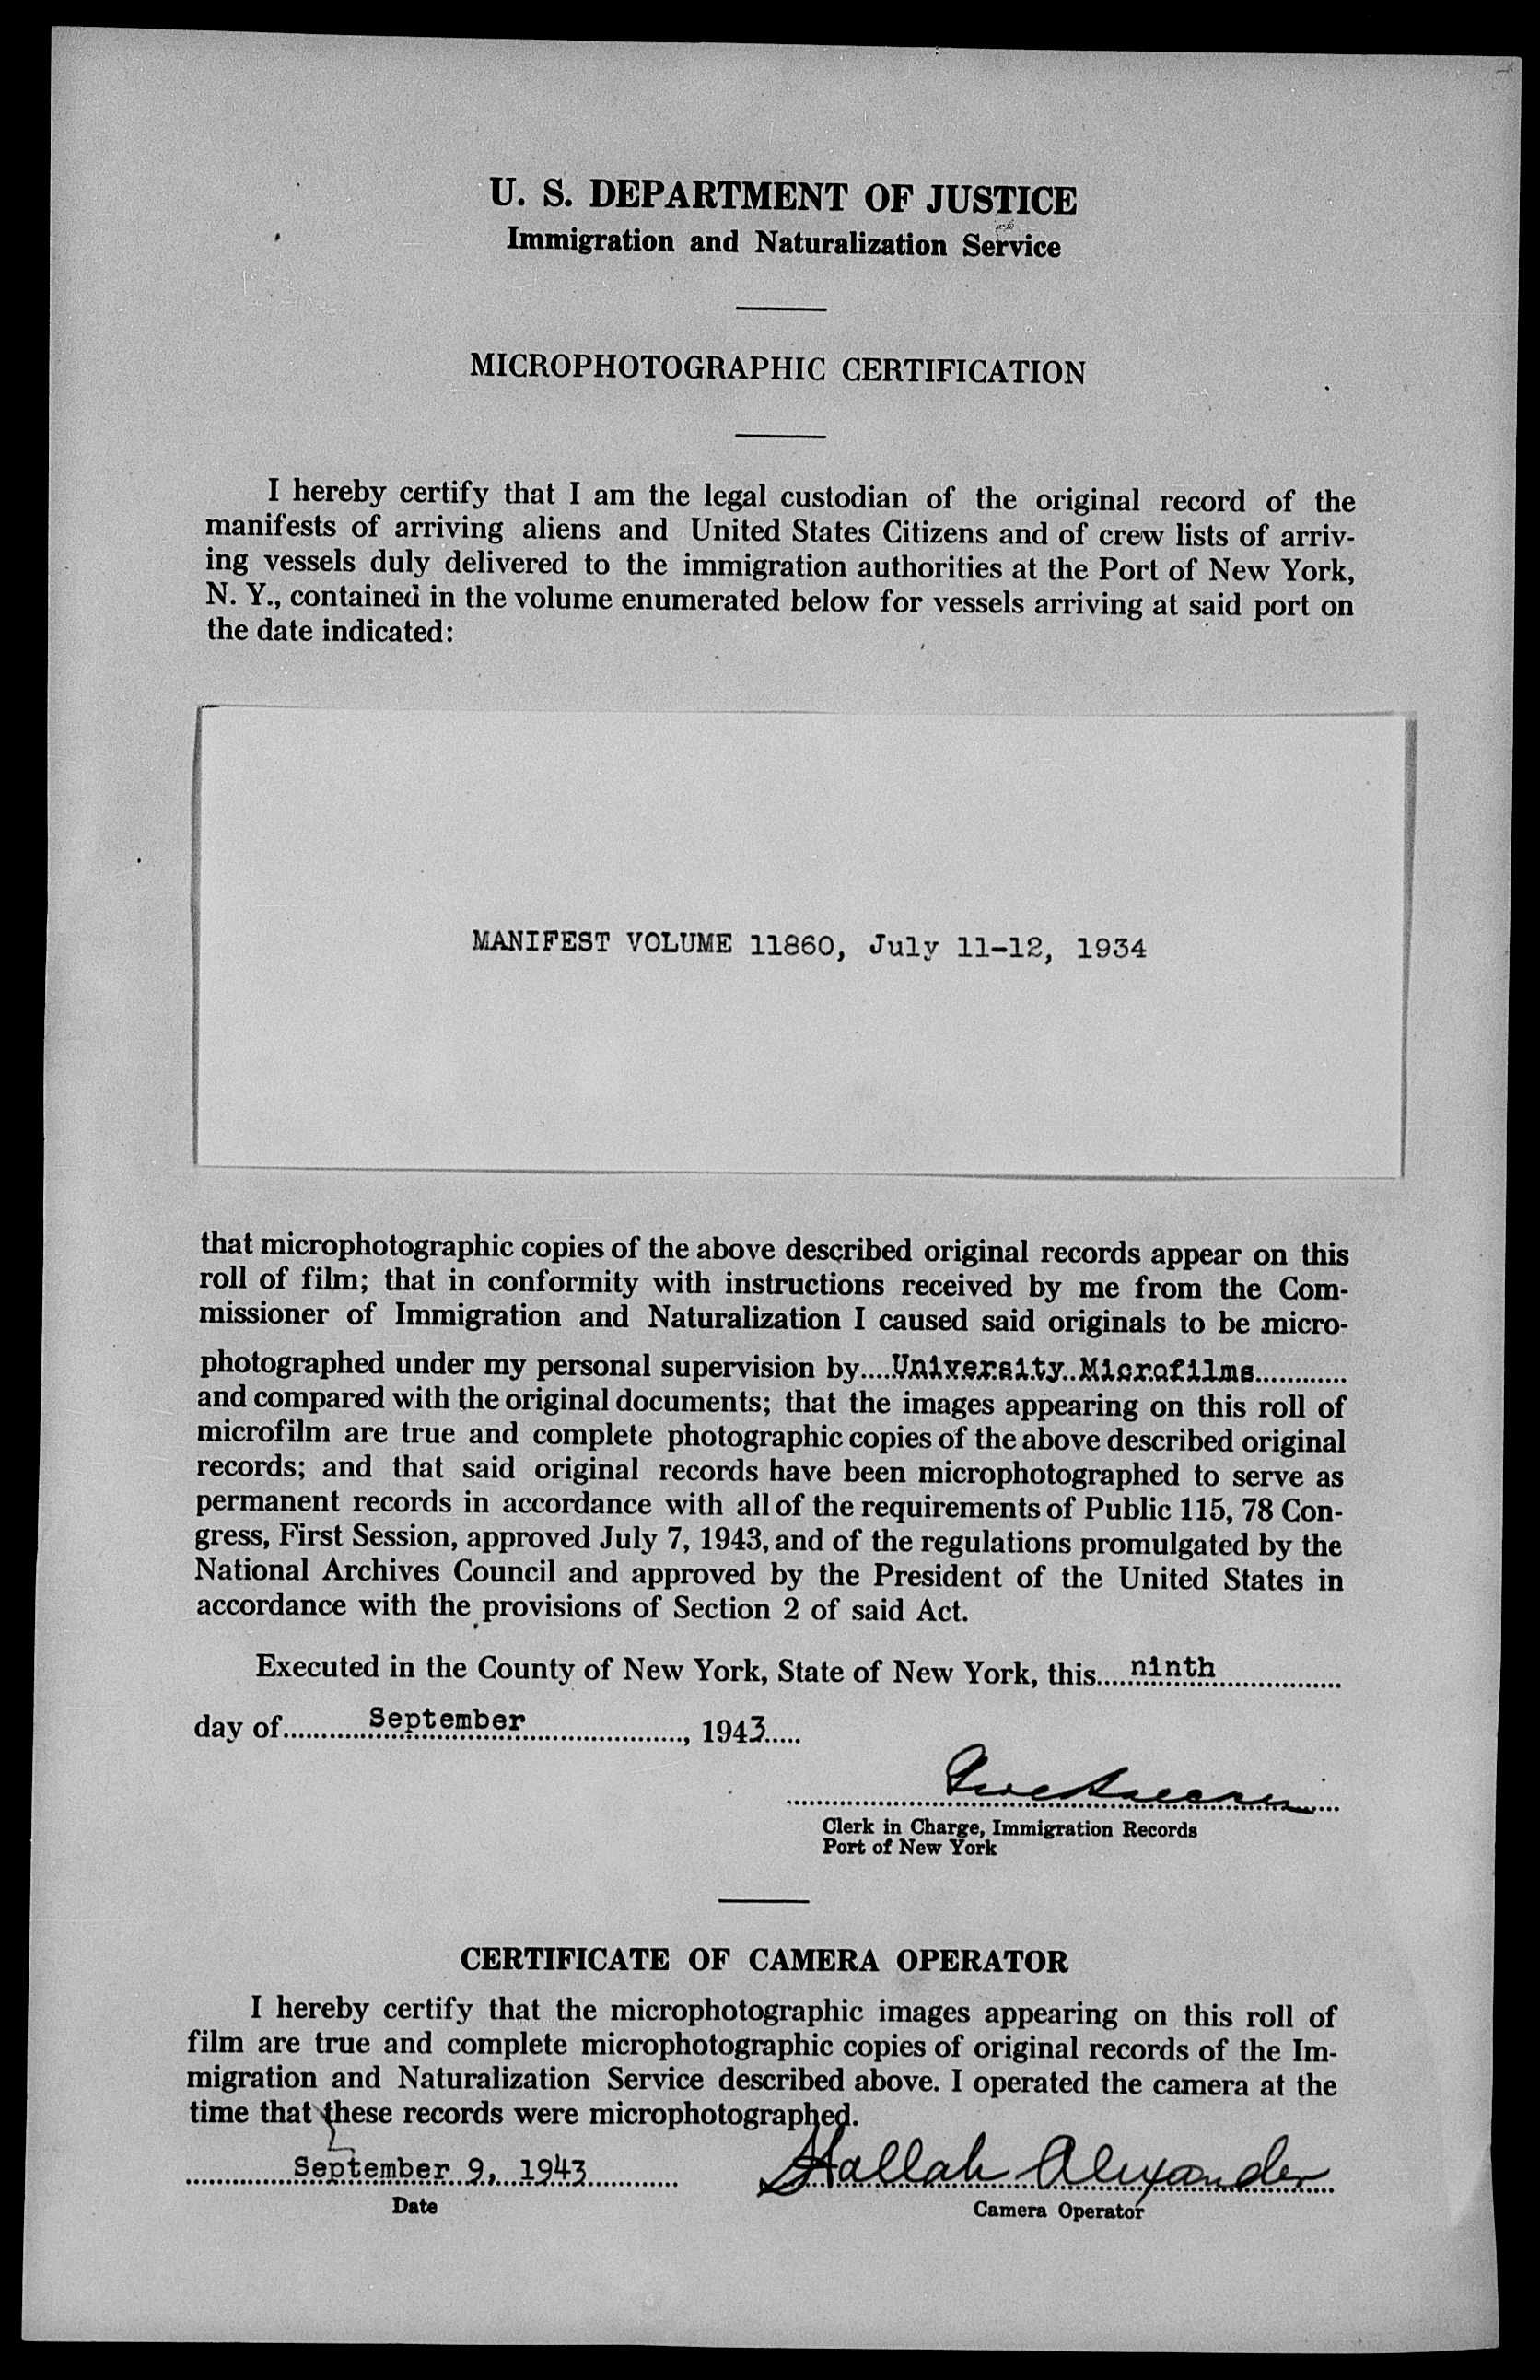 U. S. DEPARTMENT OF JUSTICE
Immigration and Naturalization Service
MICROPHOTOGRAPHIC CERTIFICATION
I hereby certify that I am the legal custodian of the original record of the
manifests of arriving aliens and United States Citizens and of crew lists of arriv-
ing vessels duly delivered to the immigration authorities at the Port of New York,
N. Y., contained in the volume enumerated below for vessels arriving at said port on
the date indicated:
MANIFEST VOLUME 11860, July 11-12, 1934
that microphotographic copies of the above described original records appear on this
roll of film; that in conformity with instructions received by me from the Com-
missioner of Immigration and Naturalization I caused said originals to be micro-
photographed under my personal supervision by....University Microfilms............
and compared with the original documents; that the images appearing on this roll of
microfilm are true and complete photographic copies of the above described original
records; and that said original records have been microphotographed to serve as
permanent records in accordance with all of the requirements of Public 115, 78 Con-
gress, First Session, approved July 7, 1943, and of the regulations promulgated by the
National Archives Council and approved by the President of the United States in
accordance with the provisions of Section 2 of said Act.
Executed in the County of New York, State of New York, this.....ninth.................
day of............September........................, 1943.....
Clerk in Charge, Immigration Records
Port of New York
CERTIFICATE OF CAMERA OPERATOR
I hereby certify that the microphotographic images appearing on this roll of
film are true and complete microphotographic copies of original records of the Im-
migration and Naturalization Service described above. I operated the camera at the
time that these records were microphotographed.
September 9, 1943 Hallah Alexander
Date Camera Operator